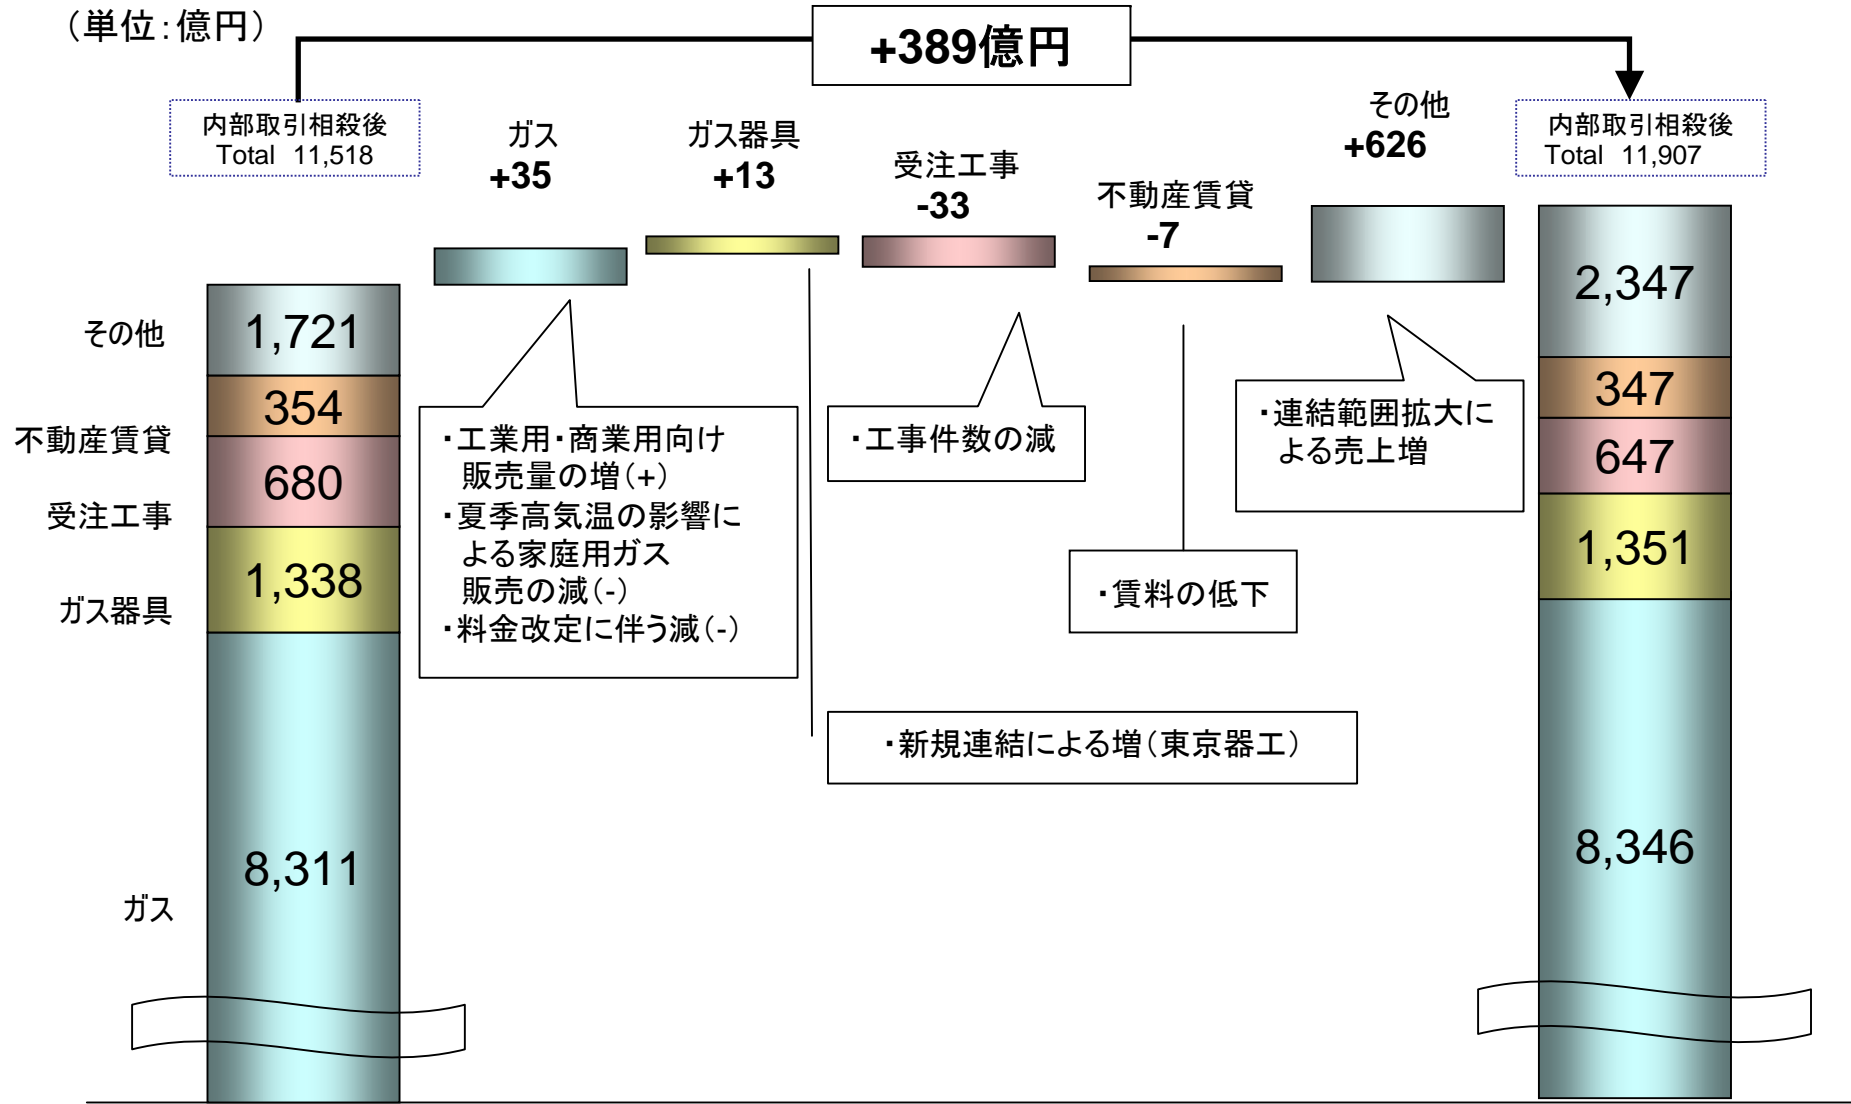 （単位：億円）
+389億円
内部取引相殺後
Total 11,518
ガス
+35
ガス器具
+13
受注工事
-33
不動産賃貸
-7
その他
+626
内部取引相殺後
Total 11,907
その他
不動産賃貸
受注工事
ガス器具
ガス
1,721
354
680
1,338
8,311
・工業用・商業用向け
販売量の増（+）
・夏季高気温の影響に
よる家庭用ガス
販売の減（-）
・料金改定に伴う減（-）
・新規連結による増（東京器工）
・工事件数の減
・賃料の低下
・連結範囲拡大に
よる売上増
2,347
347
647
1,351
8,346